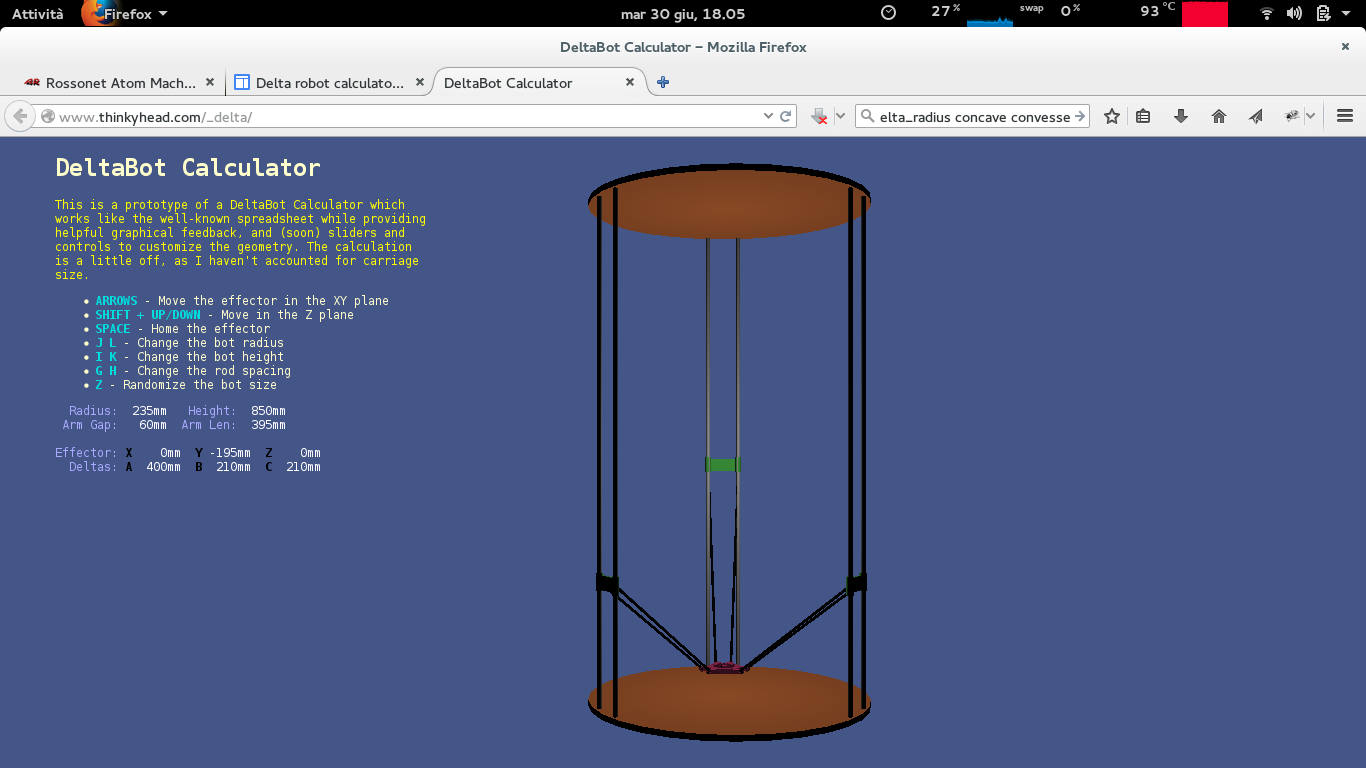 Attività Firefox mar 30 giu, 18.05 27% swap 0% 93 °C
DeltaBot Calculator – Mozilla Firefox
Rossonet Atom Mach... Delta robot calculato... DeltaBot Calculator
www.thinkyhead.com/_delta/ elta_radius concave convesse
DeltaBot Calculator
This is a prototype of a DeltaBot Calculator which
works like the well-known spreadsheet while providing
helpful graphical feedback, and (soon) sliders and
controls to customize the geometry. The calculation
is a little off, as I haven't accounted for carriage
size.
• ARROWS - Move the effector in the XY plane
• SHIFT + UP/DOWN - Move in the Z plane
• SPACE - Home the effector
• J L - Change the bot radius
• I K - Change the bot height
• G H - Change the rod spacing
• Z - Randomize the bot size
Radius: 235mm Height: 850mm
Arm Gap: 60mm Arm Len: 395mm
Effector: X 0mm Y -195mm Z 0mm
Deltas: A 400mm B 210mm C 210mm